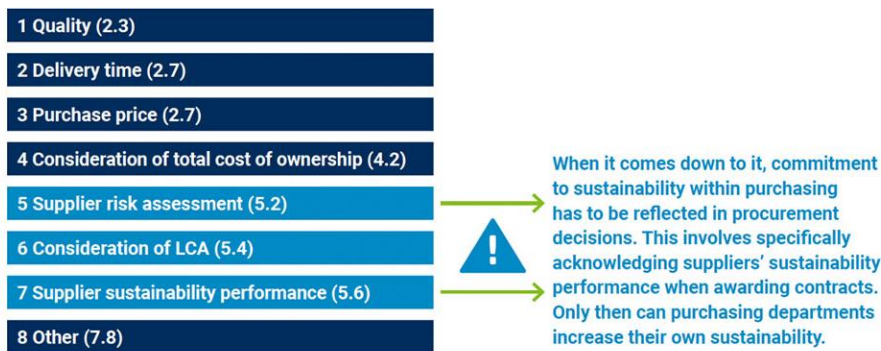 1 Quality (2.3)
2 Delivery time (2.7)
3 Purchase price (2.7)
4 Consideration of total cost of ownership (4.2)
5 Supplier risk assessment (5.2)
6 Consideration of LCA (5.4)
7 Supplier sustainability performance (5.6)
8 Other (7.8)
!
When it comes down to it, commitment
to sustainability within purchasing
has to be reflected in procurement
decisions. This involves specifically
acknowledging suppliers’ sustainability
performance when awarding contracts.
Only then can purchasing departments
increase their own sustainability.